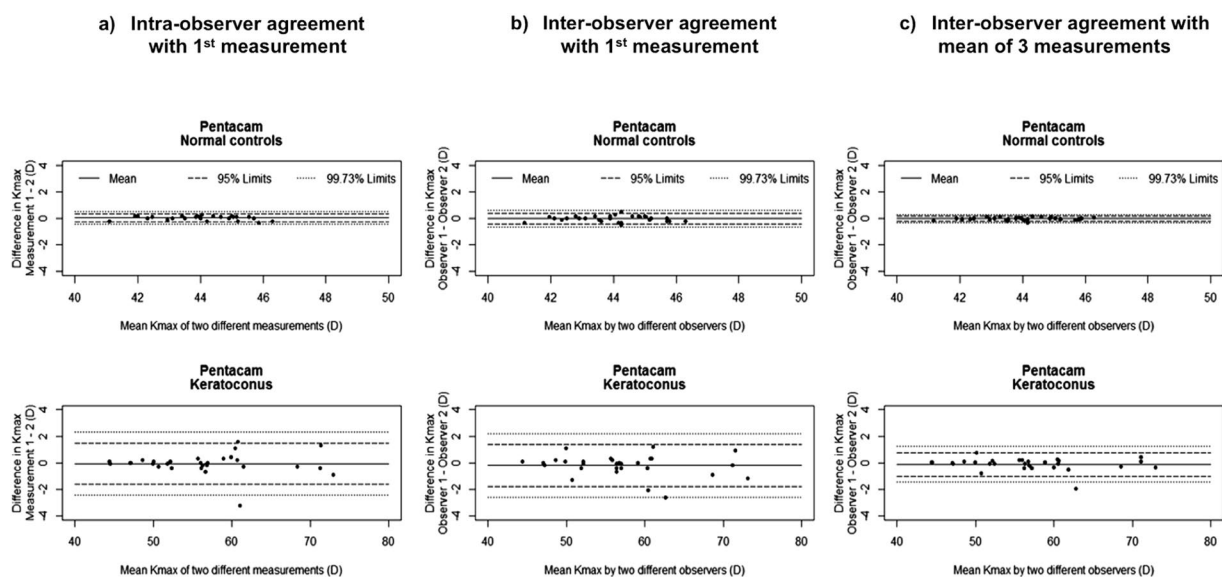 a) Intra-observer agreement
with 1st measurement
b) Inter-observer agreement
with 1st measurement
c) Inter-observer agreement with
mean of 3 measurements
Pentacam
Normal controls
Difference in Kmax
Measurement 1 - 2 (D)
4
2
0
-2
-4
Mean
95% Limits
99.73% Limits
40
42
44
46
48
50
Mean Kmax of two different measurements (D)
Pentacam
Normal controls
Difference in Kmax
Observer 1 - Observer 2 (D)
4
2
0
-2
-4
Mean
95% Limits
99.73% Limits
40
42
44
46
48
50
Mean Kmax by two different observers (D)
Pentacam
Normal controls
Difference in Kmax
Observer 1 - Observer 2 (D)
4
2
0
-2
-4
Mean
95% Limits
99.73% Limits
40
42
44
46
48
50
Mean Kmax by two different observers (D)
Pentacam
Keratoconus
Difference in Kmax
Measurement 1 - 2 (D)
4
2
0
-2
-4
40
50
60
70
80
Mean Kmax of two different measurements (D)
Pentacam
Keratoconus
Difference in Kmax
Observer 1 - Observer 2 (D)
4
2
0
-2
-4
40
50
60
70
80
Mean Kmax by two different observers (D)
Pentacam
Keratoconus
Difference in Kmax
Observer 1 - Observer 2 (D)
4
2
0
-2
-4
40
50
60
70
80
Mean Kmax by two different observers (D)